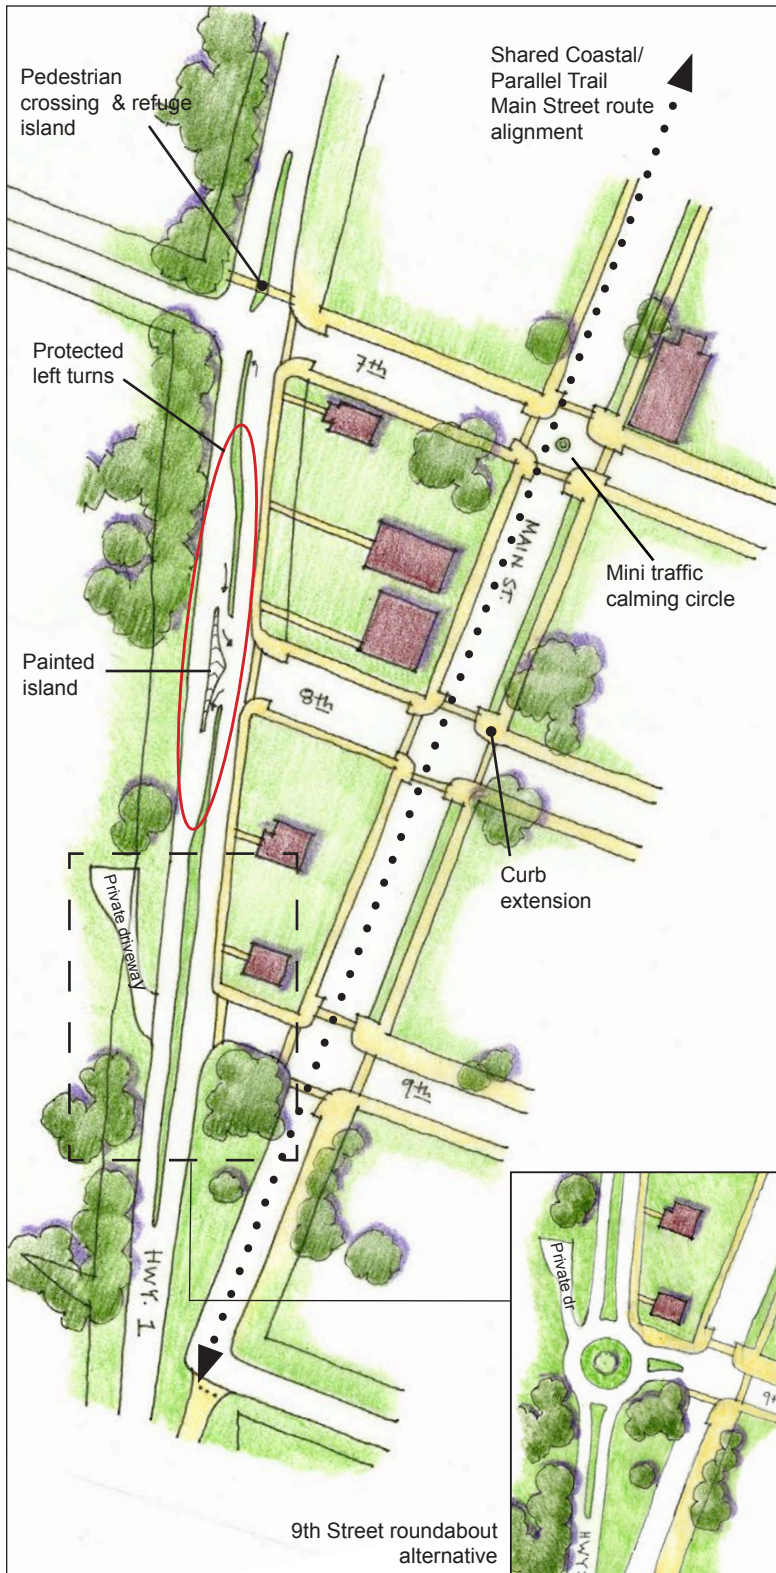 Shared Coastal/
Parallel Trail
Main Street route
alignment
Pedestrian
crossing & refuge
island
Protected
left turns
7th
MAIN ST.
Mini traffic
calming circle
Painted
island
8th
Curb
extension
Private driveway
9th
HWY. 1
Private dr
9th
HWY
9th Street roundabout
alternative